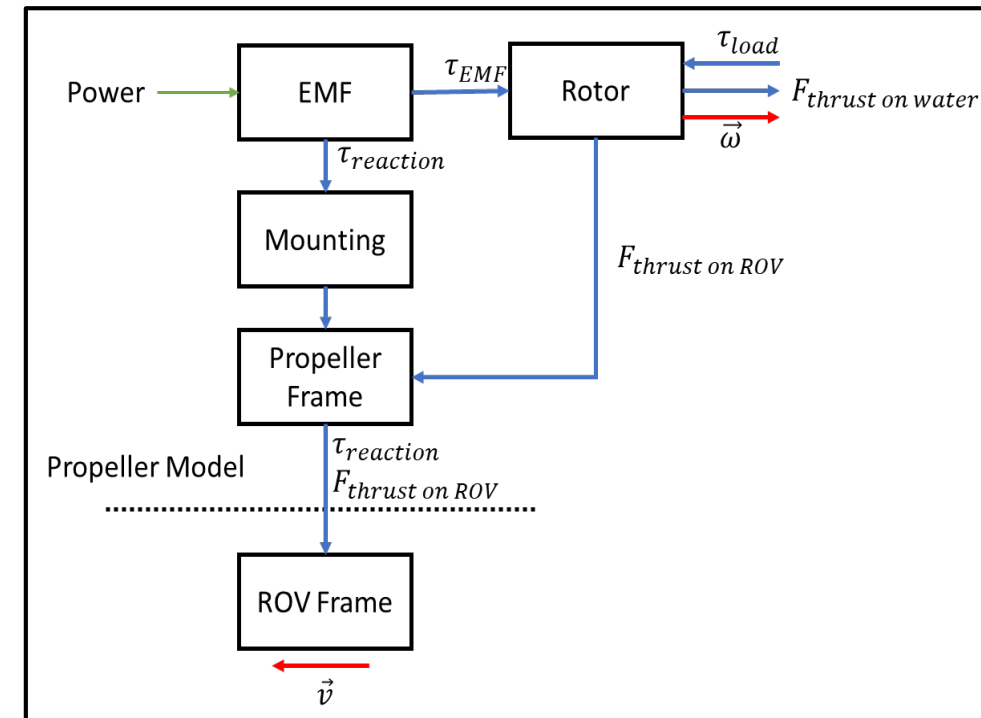 Power
EMF
τ_EMF
Rotor
τ_load
F_thrust on water
ω⃗
τ_reaction
Mounting
F_thrust on ROV
Propeller
Frame
τ_reaction
Propeller Model
F_thrust on ROV
ROV Frame
v⃗